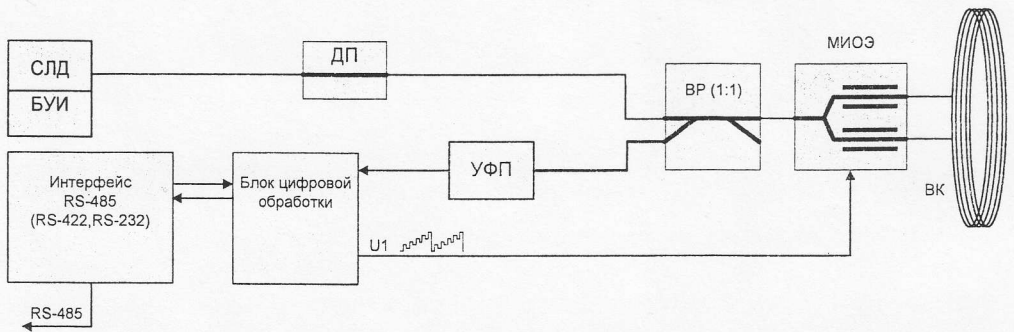 СЛД
БУИ
ДП
ВР (1:1)
МИОЭ
ВК
УФП
Интерфейс
RS-485
(RS-422,RS-232)
Блок цифровой
обработки
U1
RS-485